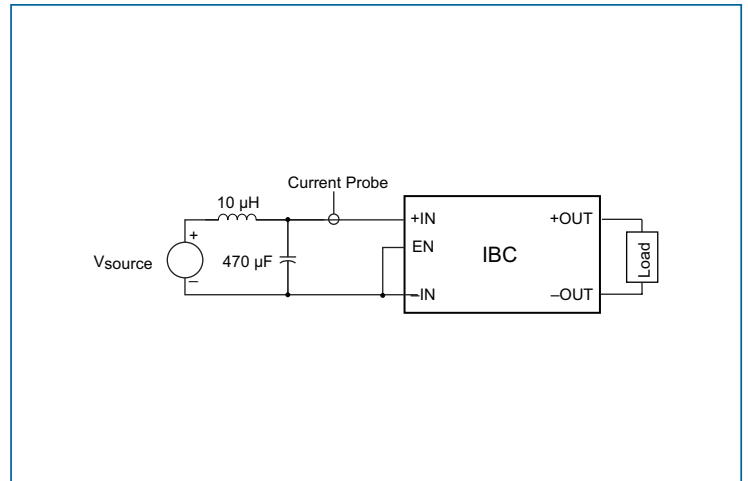 Current Probe
10 µH
+IN
+OUT
+
EN
IBC
Load
Vsource
470 µF
–
–IN
–OUT